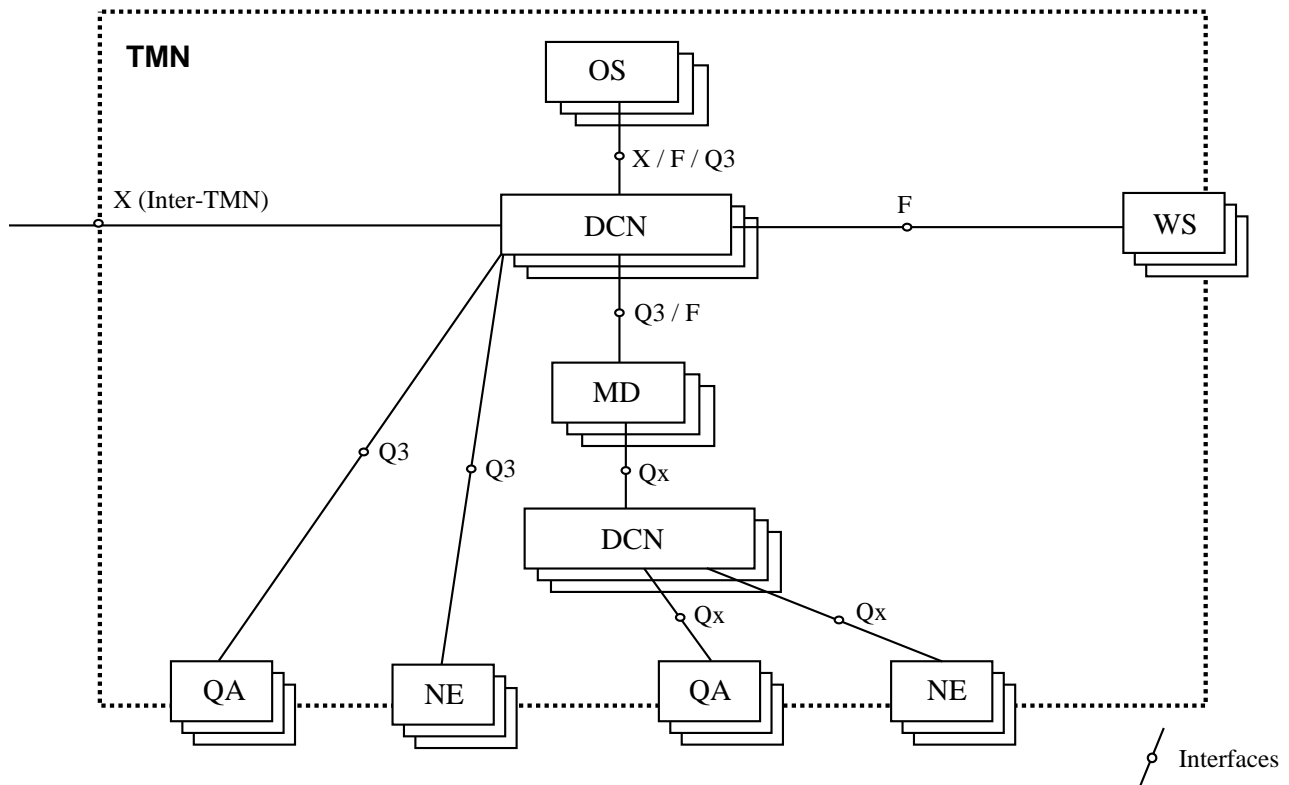 TMN
OS
X / F / Q3
X (Inter-TMN)
DCN
F
WS
Q3 / F
MD
Q3
Q3
Qx
DCN
Qx
Qx
QA
NE
QA
NE
Interfaces